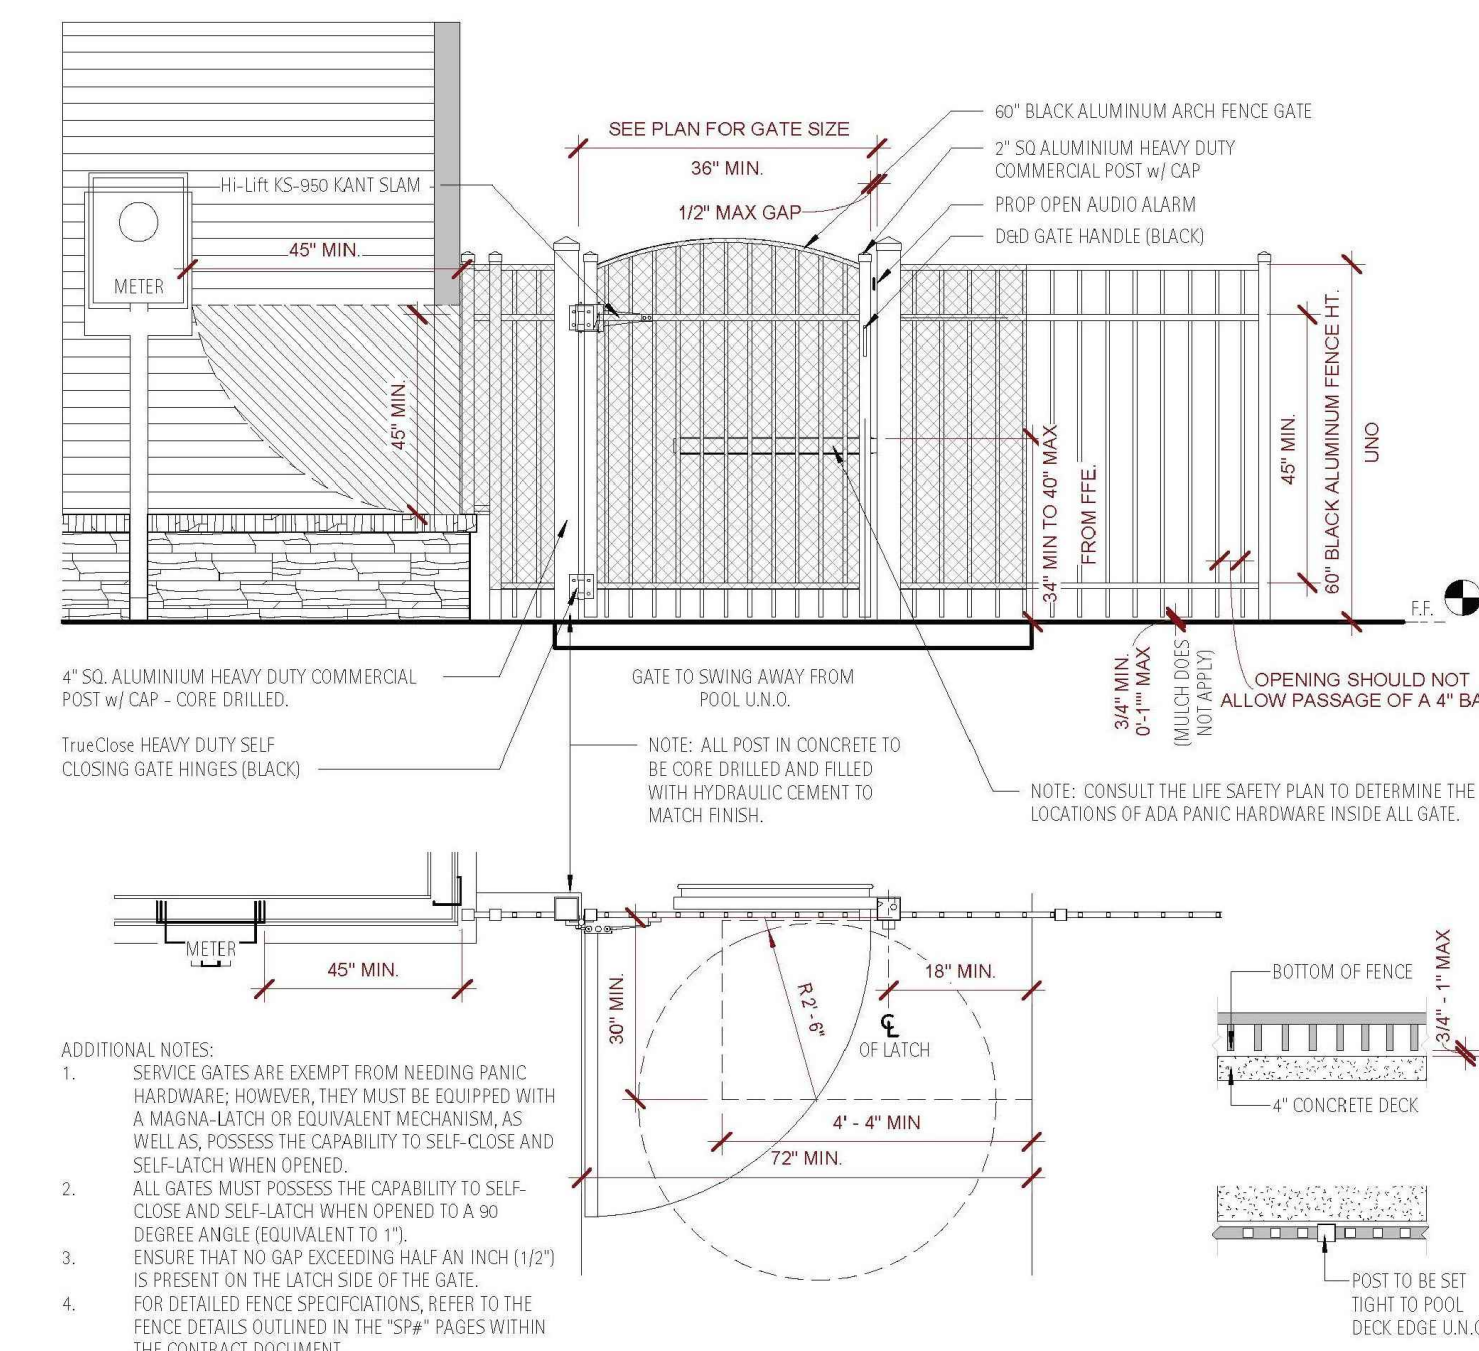 60" BLACK ALUMINUM ARCH FENCE GATE
SEE PLAN FOR GATE SIZE
2" SQ ALUMINIUM HEAVY DUTY
COMMERCIAL POST w/ CAP
36" MIN.
Hi-Lift KS-950 KANT SLAM
PROP OPEN AUDIO ALARM
1/2" MAX GAP
D&D GATE HANDLE (BLACK)
45" MIN.
METER
45" MIN.
34" MIN TO 40" MAX
FROM FFE.
45" MIN.
60" BLACK ALUMINUM FENCE HT.
UNO
F.F.
4" SQ. ALUMINIUM HEAVY DUTY COMMERCIAL
POST w/ CAP - CORE DRILLED.
GATE TO SWING AWAY FROM
POOL U.N.O.
3/4" MIN.
0'-1"" MAX
(MULCH DOES
NOT APPLY)
OPENING SHOULD NOT
ALLOW PASSAGE OF A 4" BA
TrueClose HEAVY DUTY SELF
CLOSING GATE HINGES (BLACK)
NOTE: ALL POST IN CONCRETE TO
BE CORE DRILLED AND FILLED
WITH HYDRAULIC CEMENT TO
MATCH FINISH.
NOTE: CONSULT THE LIFE SAFETY PLAN TO DETERMINE THE
LOCATIONS OF ADA PANIC HARDWARE INSIDE ALL GATE.
METER
45" MIN.
30" MIN.
R 2' - 6"
18" MIN.
CL
OF LATCH
4' - 4" MIN
72" MIN.
BOTTOM OF FENCE
3/4" - 1" MAX
4" CONCRETE DECK
POST TO BE SET
TIGHT TO POOL
DECK EDGE U.N.O
ADDITIONAL NOTES:
1. SERVICE GATES ARE EXEMPT FROM NEEDING PANIC
HARDWARE; HOWEVER, THEY MUST BE EQUIPPED WITH
A MAGNA-LATCH OR EQUIVALENT MECHANISM, AS
WELL AS, POSSESS THE CAPABILITY TO SELF-CLOSE AND
SELF-LATCH WHEN OPENED.
2. ALL GATES MUST POSSESS THE CAPABILITY TO SELF-
CLOSE AND SELF-LATCH WHEN OPENED TO A 90
DEGREE ANGLE (EQUIVALENT TO 1").
3. ENSURE THAT NO GAP EXCEEDING HALF AN INCH (1/2")
IS PRESENT ON THE LATCH SIDE OF THE GATE.
4. FOR DETAILED FENCE SPECIFCIATIONS, REFER TO THE
FENCE DETAILS OUTLINED IN THE "SP#" PAGES WITHIN
THE CONTRACT DOCUMENT